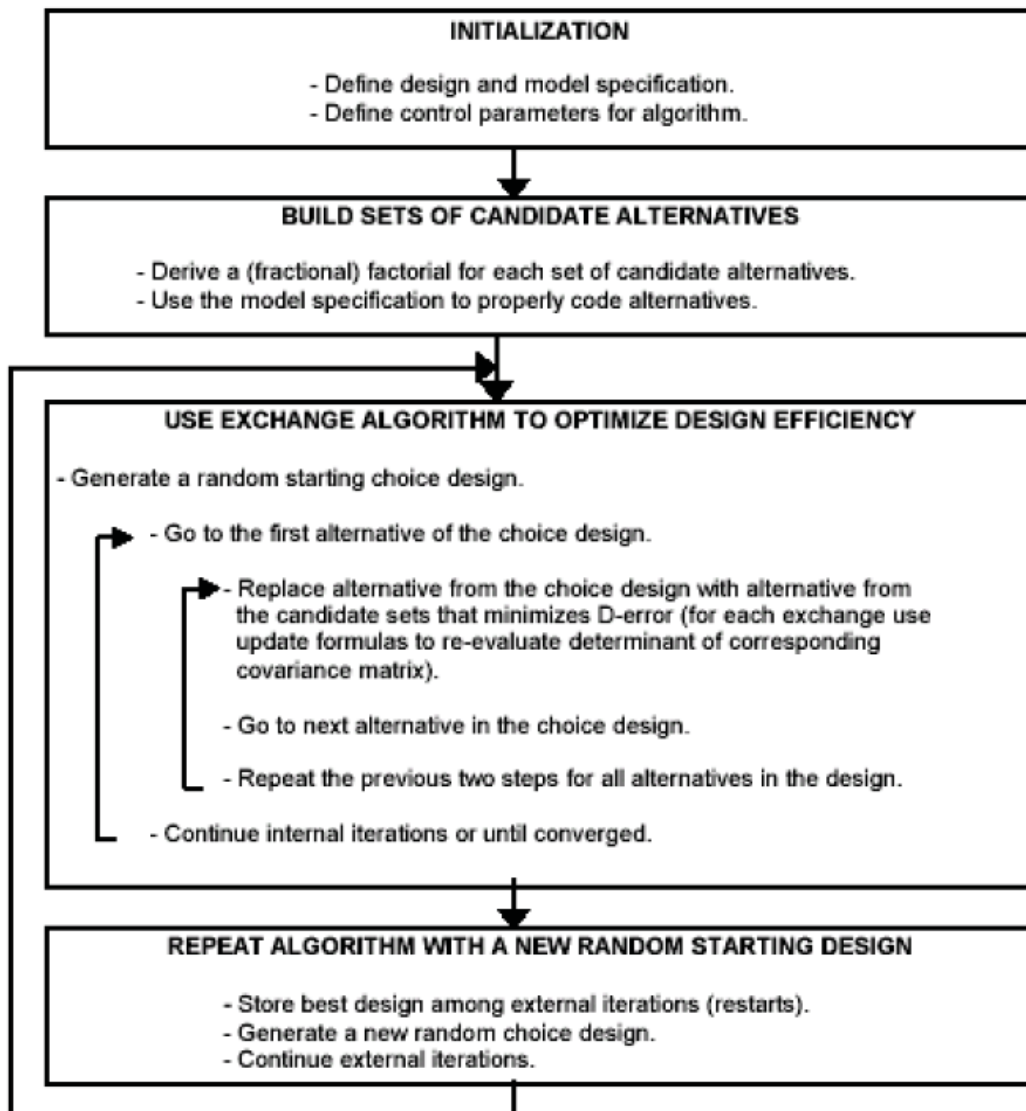 INITIALIZATION
- Define design and model specification.
- Define control parameters for algorithm.
BUILD SETS OF CANDIDATE ALTERNATIVES
- Derive a (fractional) factorial for each set of candidate alternatives.
- Use the model specification to properly code alternatives.
USE EXCHANGE ALGORITHM TO OPTIMIZE DESIGN EFFICIENCY
- Generate a random starting choice design.
- Go to the first alternative of the choice design.
- Replace alternative from the choice design with alternative from
the candidate sets that minimizes D-error (for each exchange use
update formulas to re-evaluate determinant of corresponding
covariance matrix).
- Go to next alternative in the choice design.
- Repeat the previous two steps for all alternatives in the design.
- Continue internal iterations or until converged.
REPEAT ALGORITHM WITH A NEW RANDOM STARTING DESIGN
- Store best design among external iterations (restarts).
- Generate a new random choice design.
- Continue external iterations.